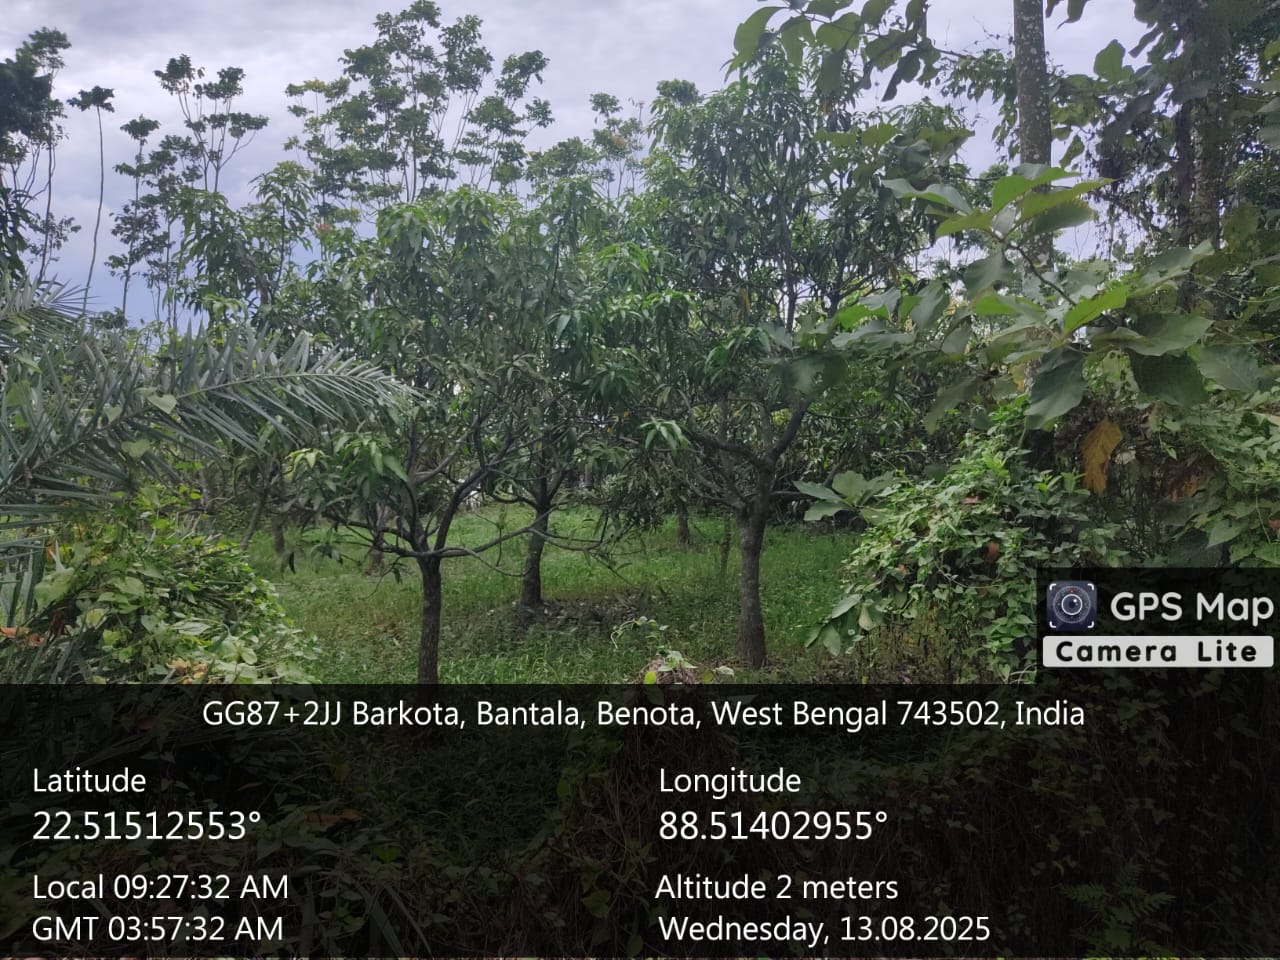 GPS Map
Camera Lite
GG87+2JJ Barkota, Bantala, Benota, West Bengal 743502, India
Latitude
22.51512553°
Longitude
88.51402955°
Local 09:27:32 AM
GMT 03:57:32 AM
Altitude 2 meters
Wednesday, 13.08.2025